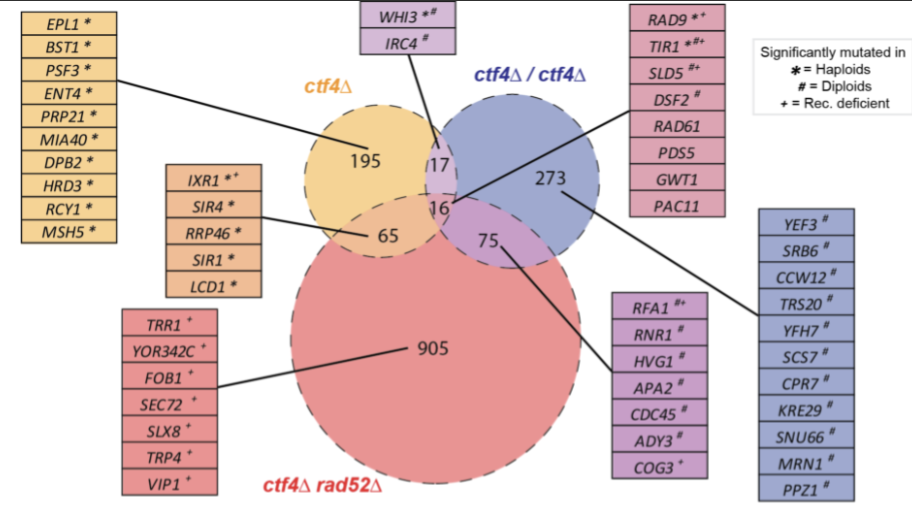 EPL1 *
BST1 *
PSF3 *
ENT4 *
PRP21 *
MIA40 *
DPB2 *
HRD3 *
RCY1 *
MSH5 *
WHI3 *#
IRC4 #
RAD9 *+
TIR1 *#+
SLD5 #+
DSF2 #
RAD61
PDS5
GWT1
PAC11
Significantly mutated in
* = Haploids
# = Diploids
+ = Rec. deficient
ctf4Δ
ctf4Δ / ctf4Δ
195
17
273
16
65
75
905
IXR1 *+
SIR4 *
RRP46 *
SIR1 *
LCD1 *
YEF3 #
SRB6 #
CCW12 #
TRS20 #
YFH7 #
SCS7 #
CPR7 #
KRE29 #
SNU66 #
MRN1 #
PPZ1 #
RFA1 #+
RNR1 #
HVG1 #
APA2 #
CDC45 #
ADY3 #
COG3 +
TRR1 +
YOR342C +
FOB1 +
SEC72 +
SLX8 +
TRP4 +
VIP1 +
ctf4Δ rad52Δ